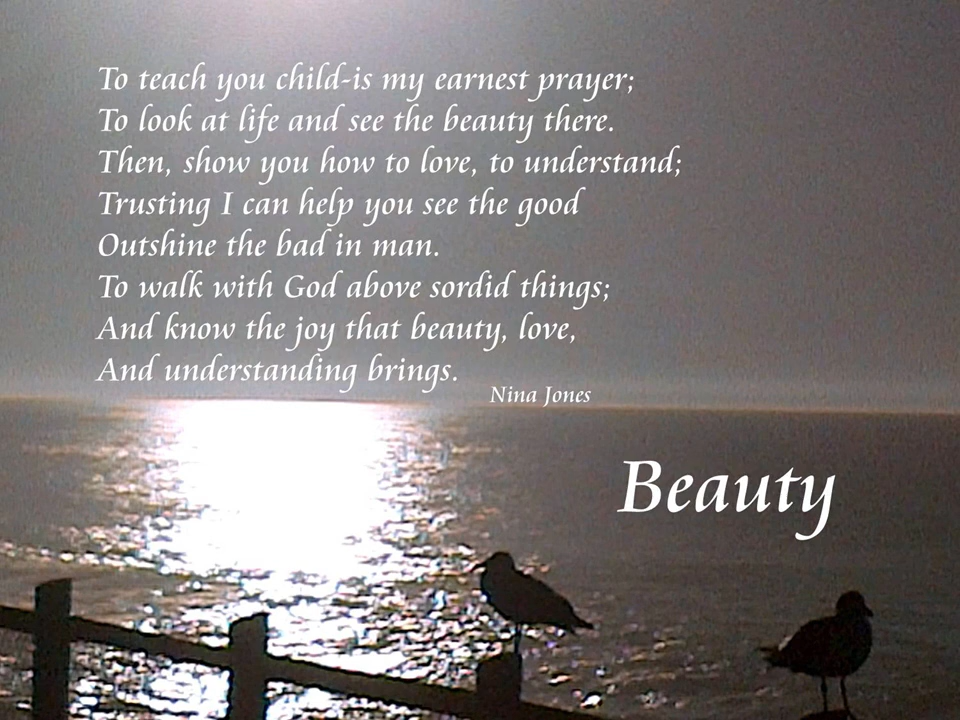 To teach you child-is my earnest prayer;
To look at life and see the beauty there.
Then, show you how to love, to understand;
Trusting I can help you see the good
Outshine the bad in man.
To walk with God above sordid things;
And know the joy that beauty, love,
And understanding brings.
Nina Jones
Beauty